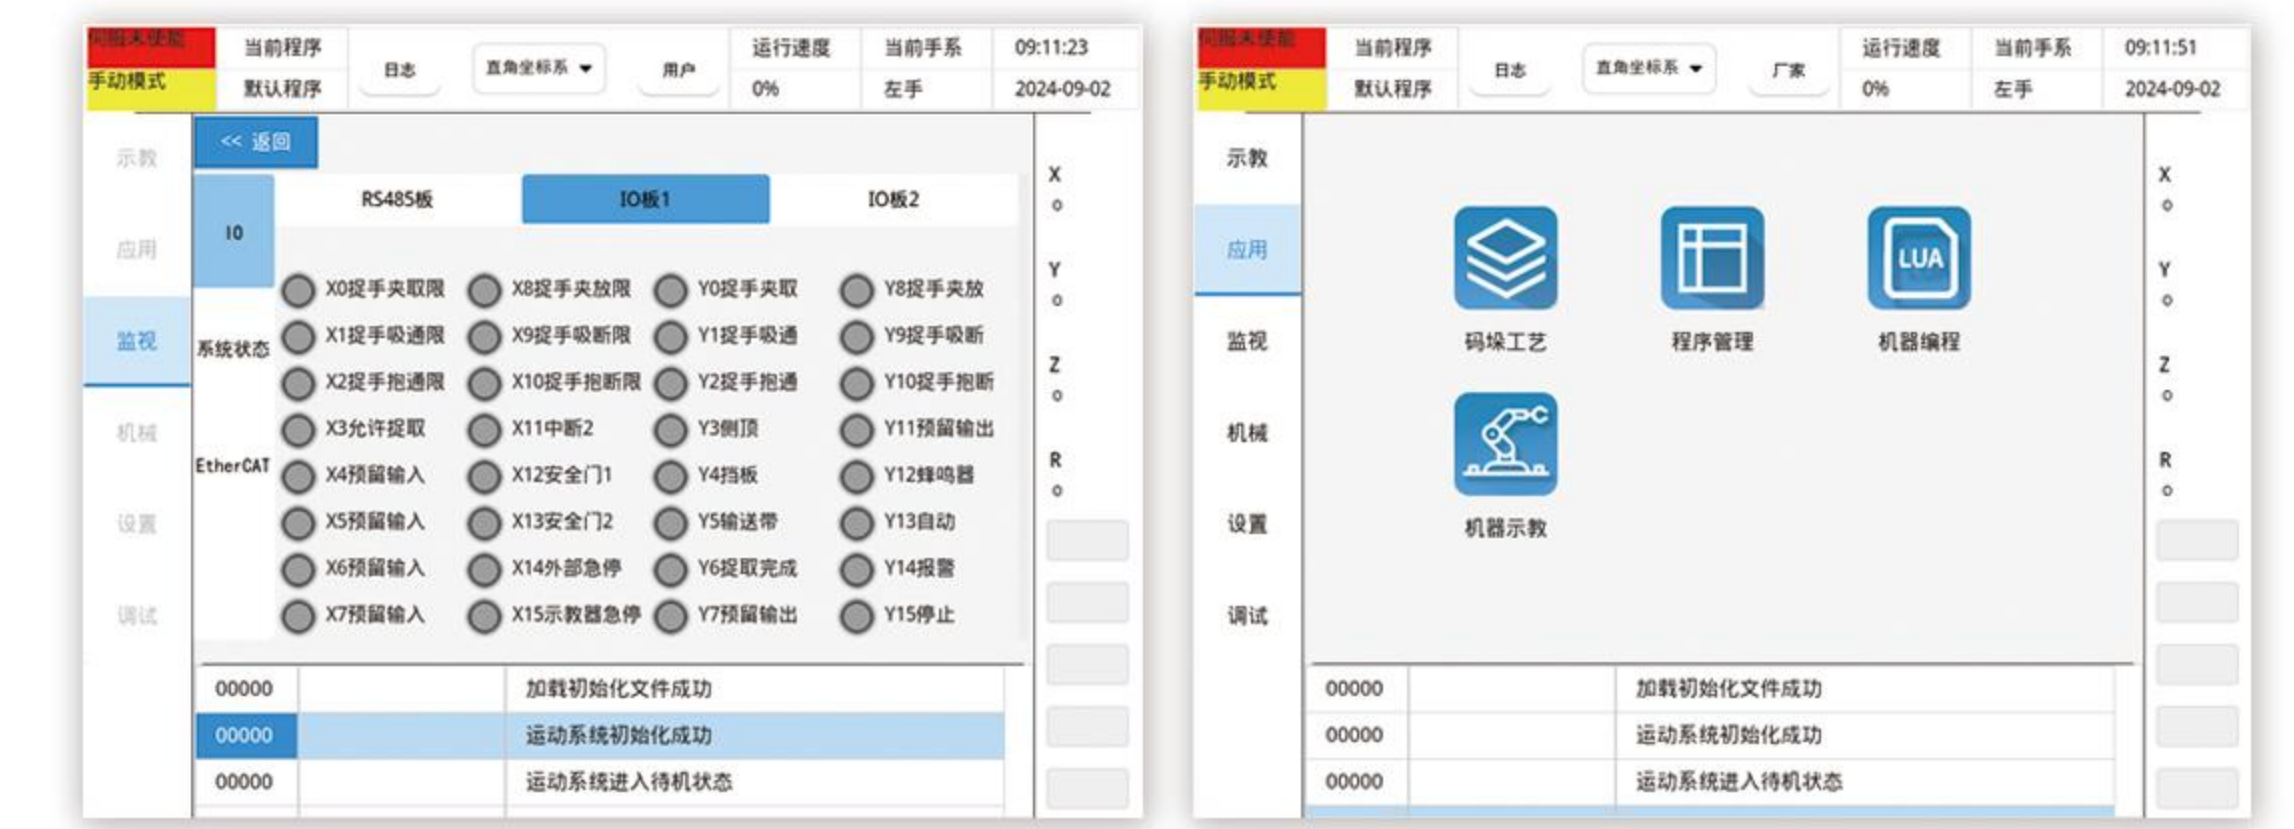 伺服未使能
手动模式
当前程序
默认程序
日志
直角坐标系
用户
运行速度
0%
当前手系
左手
09:11:23
2024-09-02
示教
应用
监视
机械
设置
调试
<< 返回
IO
系统状态
EtherCAT
RS485板 IO板1 IO板2
X0捉手夹取限 X8捉手夹放限 Y0捉手夹取 Y8捉手夹放
X1捉手吸通限 X9捉手吸断限 Y1捉手吸通 Y9捉手吸断
X2捉手抱通限 X10捉手抱断限 Y2捉手抱通 Y10捉手抱断
X3允许捉取 X11中断2 Y3侧顶 Y11预留输出
X4预留输入 X12安全门1 Y4挡板 Y12蜂鸣器
X5预留输入 X13安全门2 Y5输送带 Y13自动
X6预留输入 X14外部急停 Y6捉取完成 Y14报警
X7预留输入 X15示教器急停 Y7预留输出 Y15停止
X
0
Y
0
Z
0
R
0
00000 加载初始化文件成功
00000 运动系统初始化成功
00000 运动系统进入待机状态
伺服未使能
手动模式
当前程序
默认程序
日志
直角坐标系
厂家
运行速度
0%
当前手系
左手
09:11:51
2024-09-02
示教
应用
监视
机械
设置
调试
LUA
码垛工艺 程序管理 机器编程
机器示教
X
0
Y
0
Z
0
R
0
00000 加载初始化文件成功
00000 运动系统初始化成功
00000 运动系统进入待机状态